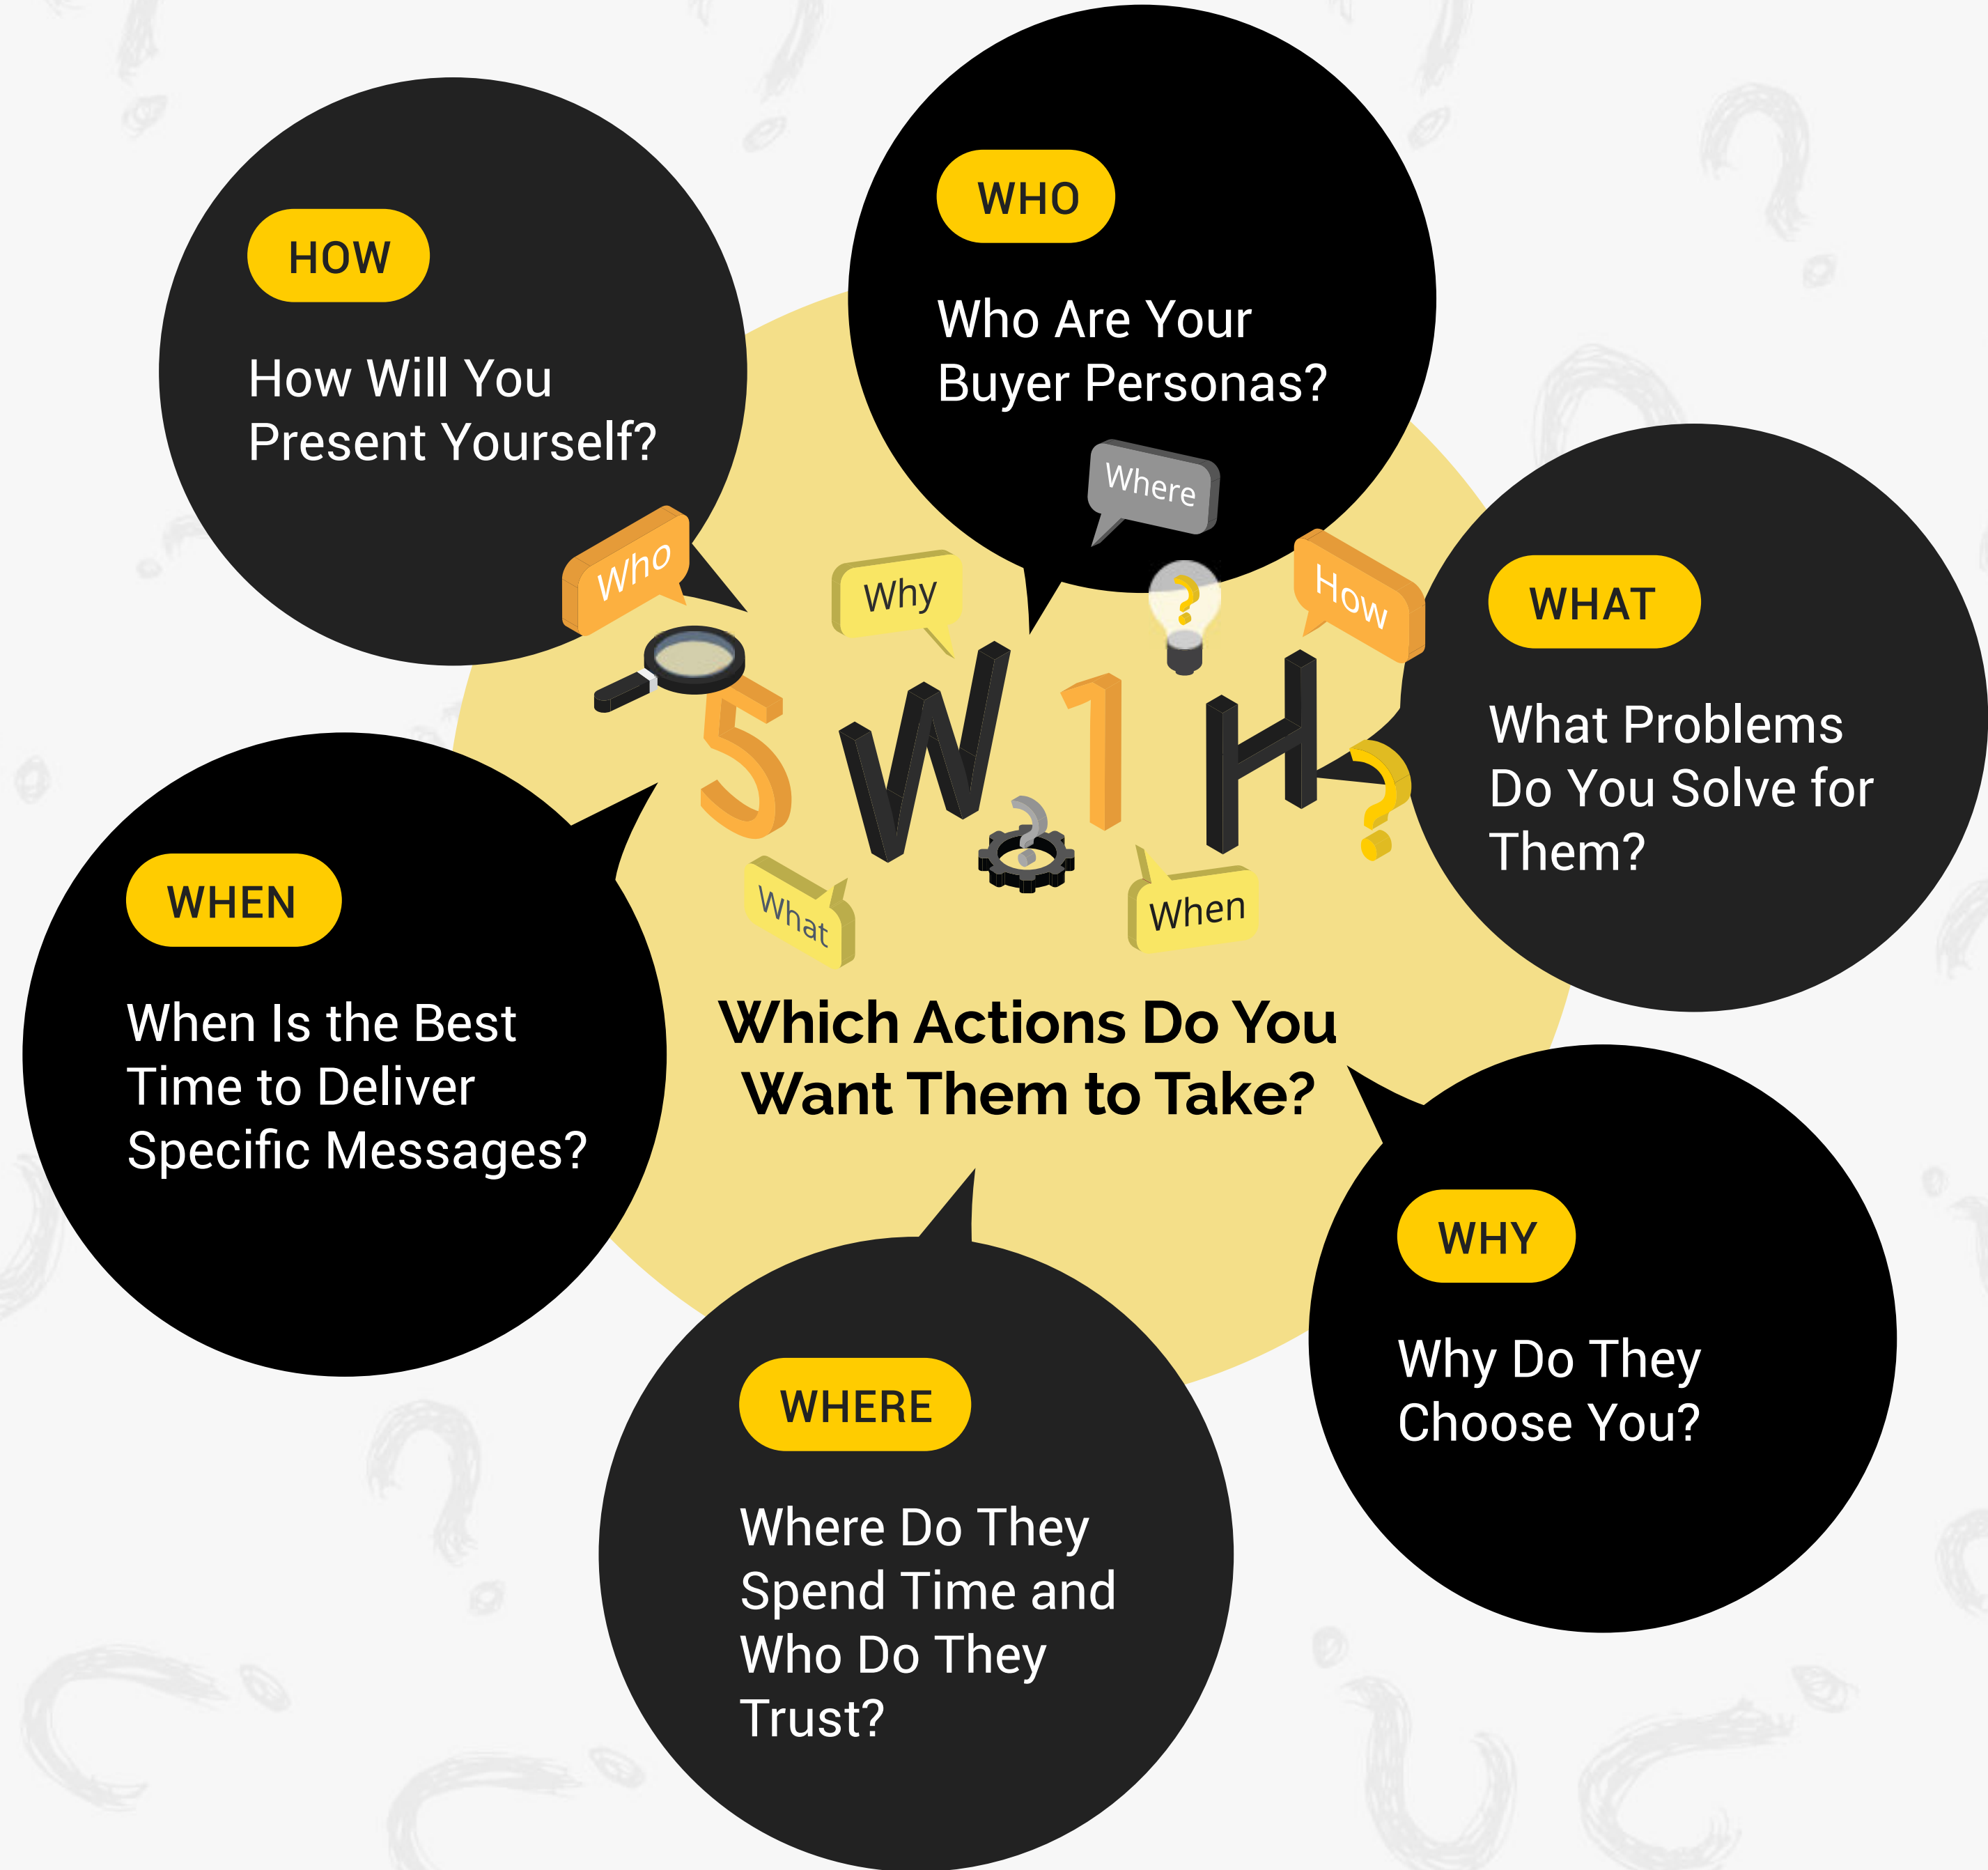 HOW
How Will You
Present Yourself?
WHO
Who Are Your
Buyer Personas?
WHAT
What Problems
Do You Solve for
Them?
Who
Why
Where
How
5 W 1 H ?
What
When
Which Actions Do You
Want Them to Take?
WHEN
When Is the Best
Time to Deliver
Specific Messages?
WHY
Why Do They
Choose You?
WHERE
Where Do They
Spend Time and
Who Do They
Trust?